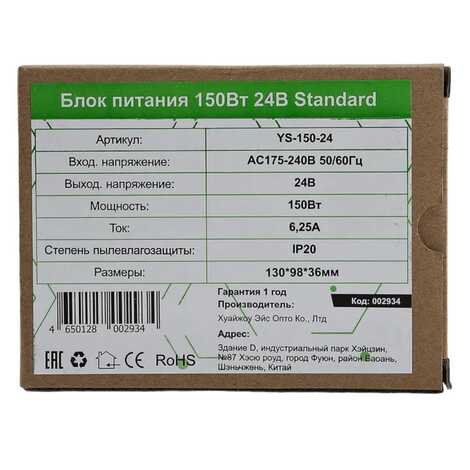 Блок питания 150Вт 24В Standard
Артикул: YS-150-24
Вход. напряжение: AC175-240В 50/60Гц
Выход. напряжение: 24В
Мощность: 150Вт
Ток: 6,25А
Степень пылевлагозащиты: IP20
Размеры: 130*98*36мм
Гарантия 1 год
Производитель:
Код: 002934
Хуайжоу Эйс Опто Ко., Лтд
4 650128 002934
Адрес:
Здание D, индустриальный парк Хэйцзин,
№87 Хэсю роуд, город Фуюн, район Баоань,
Шэньчжень, Китай
EAC CE RoHS